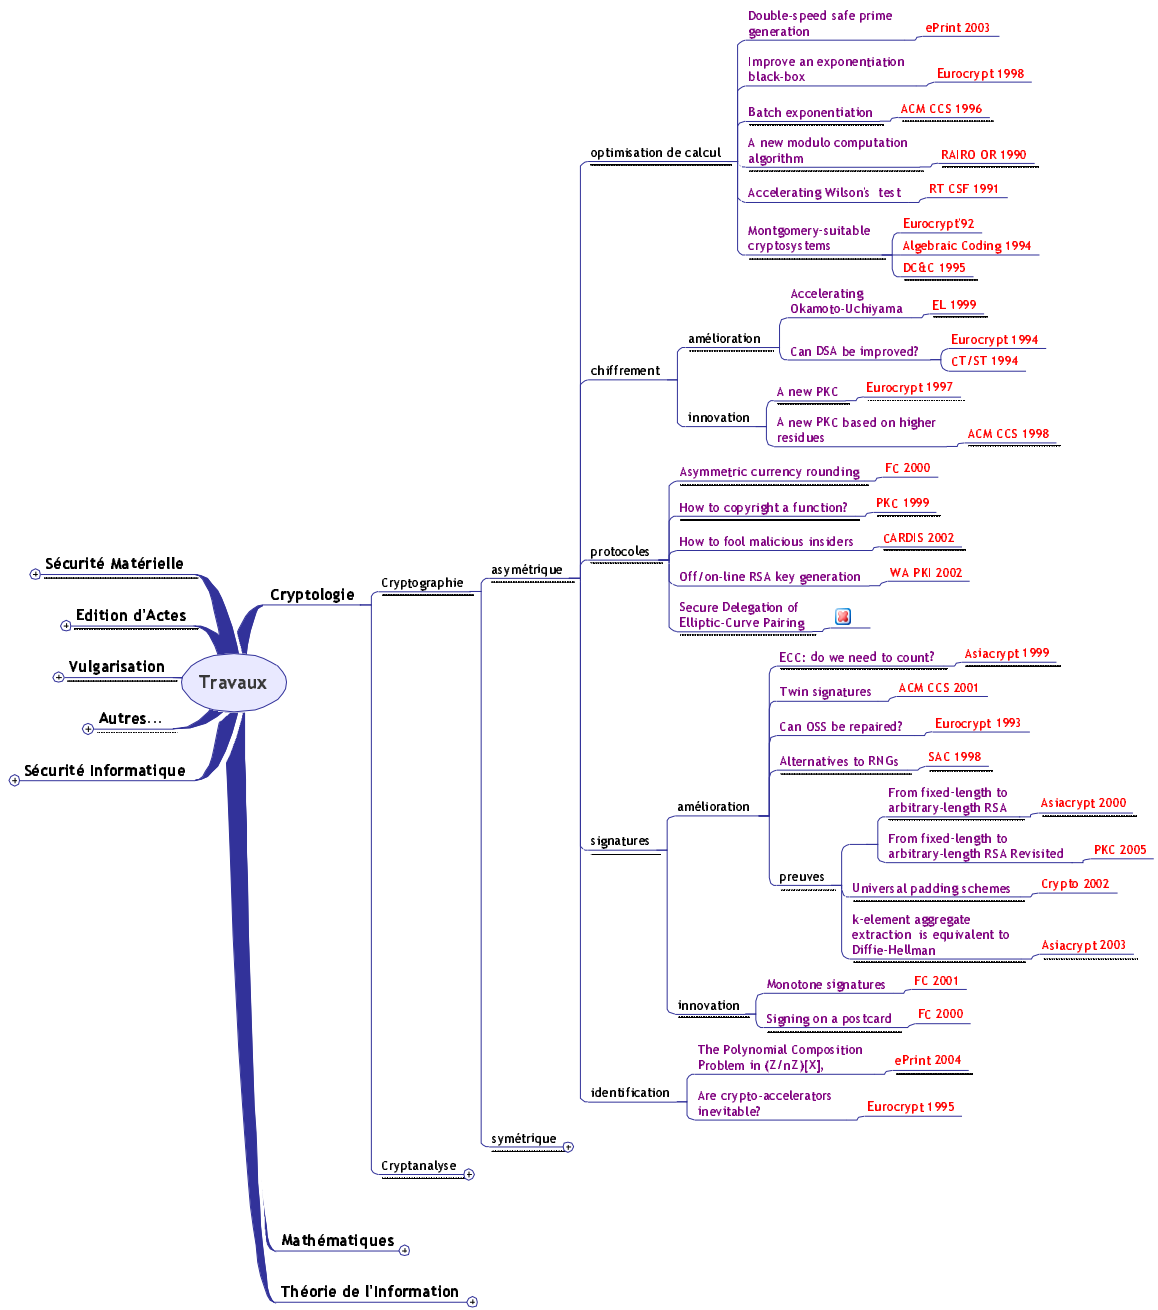 Travaux
Sécurité Matérielle
Edition d'Actes
Vulgarisation
Autres...
Sécurité Informatique
Cryptologie
Cryptographie
asymétrique
optimisation de calcul
Double-speed safe prime
generation
ePrint 2003
Improve an exponentiation
black-box
Eurocrypt 1998
Batch exponentiation
ACM CCS 1996
A new modulo computation
algorithm
RAIRO OR 1990
Accelerating Wilson's test
RT CSF 1991
Montgomery-suitable
cryptosystems
Eurocrypt'92
Algebraic Coding 1994
DC&C 1995
chiffrement
amélioration
Accelerating
Okamoto-Uchiyama
EL 1999
Can DSA be improved?
Eurocrypt 1994
CT/ST 1994
innovation
A new PKC
Eurocrypt 1997
A new PKC based on higher
residues
ACM CCS 1998
protocoles
Asymmetric currency rounding
FC 2000
How to copyright a function?
PKC 1999
How to fool malicious insiders
CARDIS 2002
Off/on-line RSA key generation
WA PKI 2002
Secure Delegation of
Elliptic-Curve Pairing
signatures
amélioration
ECC: do we need to count?
Asiacrypt 1999
Twin signatures
ACM CCS 2001
Can OSS be repaired?
Eurocrypt 1993
Alternatives to RNGs
SAC 1998
preuves
From fixed-length to
arbitrary-length RSA
Asiacrypt 2000
From fixed-length to
arbitrary-length RSA Revisited
PKC 2005
Universal padding schemes
Crypto 2002
k-element aggregate
extraction is equivalent to
Diffie-Hellman
Asiacrypt 2003
innovation
Monotone signatures
FC 2001
Signing on a postcard
FC 2000
identification
The Polynomial Composition
Problem in (Z/nZ)[X],
ePrint 2004
Are crypto-accelerators
inevitable?
Eurocrypt 1995
symétrique
Cryptanalyse
Mathématiques
Théorie de l'Information